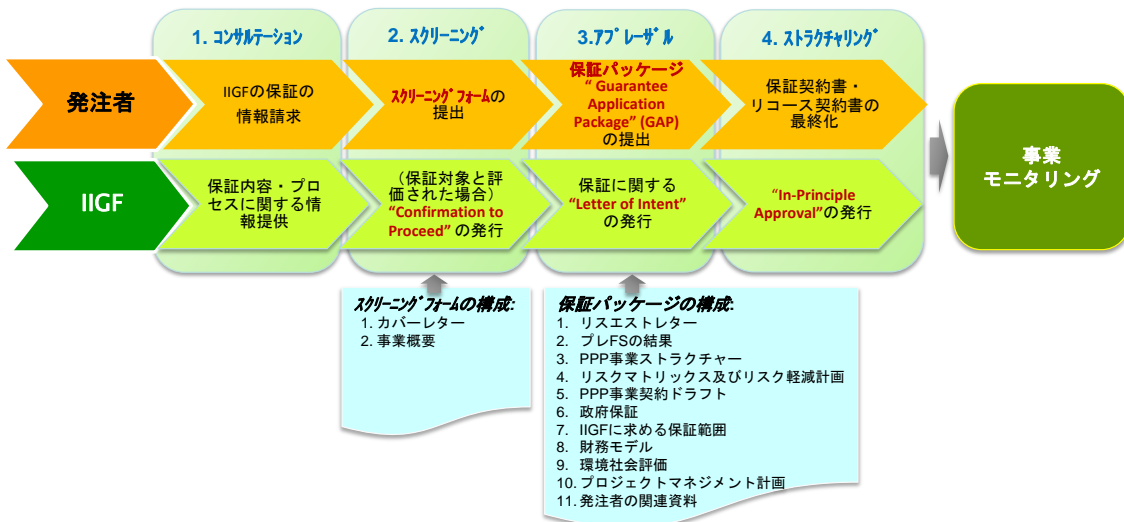 1. ｺﾝｻﾙﾃｰｼｮﾝ
2. ｽｸﾘｰﾆﾝｸﾞ
3.ｱﾌﾟﾚｰｻﾞﾙ
4. ｽﾄﾗｸﾁｬﾘﾝｸﾞ
発注者
IIGFの保証の
情報請求
ｽｸﾘｰﾆﾝｸﾞﾌｫｰﾑの
提出
保証パッケージ
“ Guarantee
Application
Package” (GAP)
の提出
保証契約書・
リコース契約書の
最終化
IIGF
保証内容・プロ
セスに関する情
報提供
（保証対象と評
価された場合）
“Confirmation to
Proceed” の発行
保証に関する
“Letter of Intent”
の発行
“In-Principle
Approval”の発行
事業
モニタリング
ｽｸﾘｰﾆﾝｸﾞﾌｫｰﾑの構成:
1. カバーレター
2. 事業概要
保証パッケージの構成:
1. リスエストレター
2. プレFSの結果
3. PPP事業ストラクチャー
4. リスクマトリックス及びリスク軽減計画
5. PPP事業契約ドラフト
6. 政府保証
7. IIGFに求める保証範囲
8. 財務モデル
9. 環境社会評価
10. プロジェクトマネジメント計画
11. 発注者の関連資料